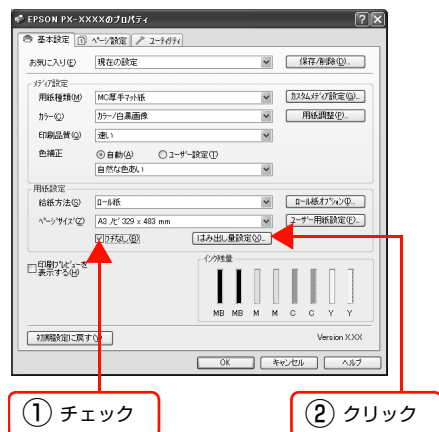 EPSON PX-XXXXのプロパティ
基本設定 ページ設定 ユーティリティ
お気に入り(E) 現在の設定 保存/削除(D)...
メディア設定
用紙種類(M) MC厚手マット紙 カスタムメディア設定(G)...
カラー(C) カラー/白黒画像 用紙調整(P)...
印刷品質(Q) 速い
色補正 自動(A) ユーザー設定(T)
自然な色あい
用紙設定
給紙方法(S) ロール紙 ロール紙オプション(I)...
ページサイズ(Z) A3 ノビ 329 x 483 mm ユーザー用紙設定(F)...
フチなし(B) はみ出し量設定(X)...
印刷プレビューを
表示する(H)
インク残量
MB MB M M C C Y Y
初期設定に戻す(Y) Version X.XX
OK キャンセル ヘルプ
① チェック ② クリック